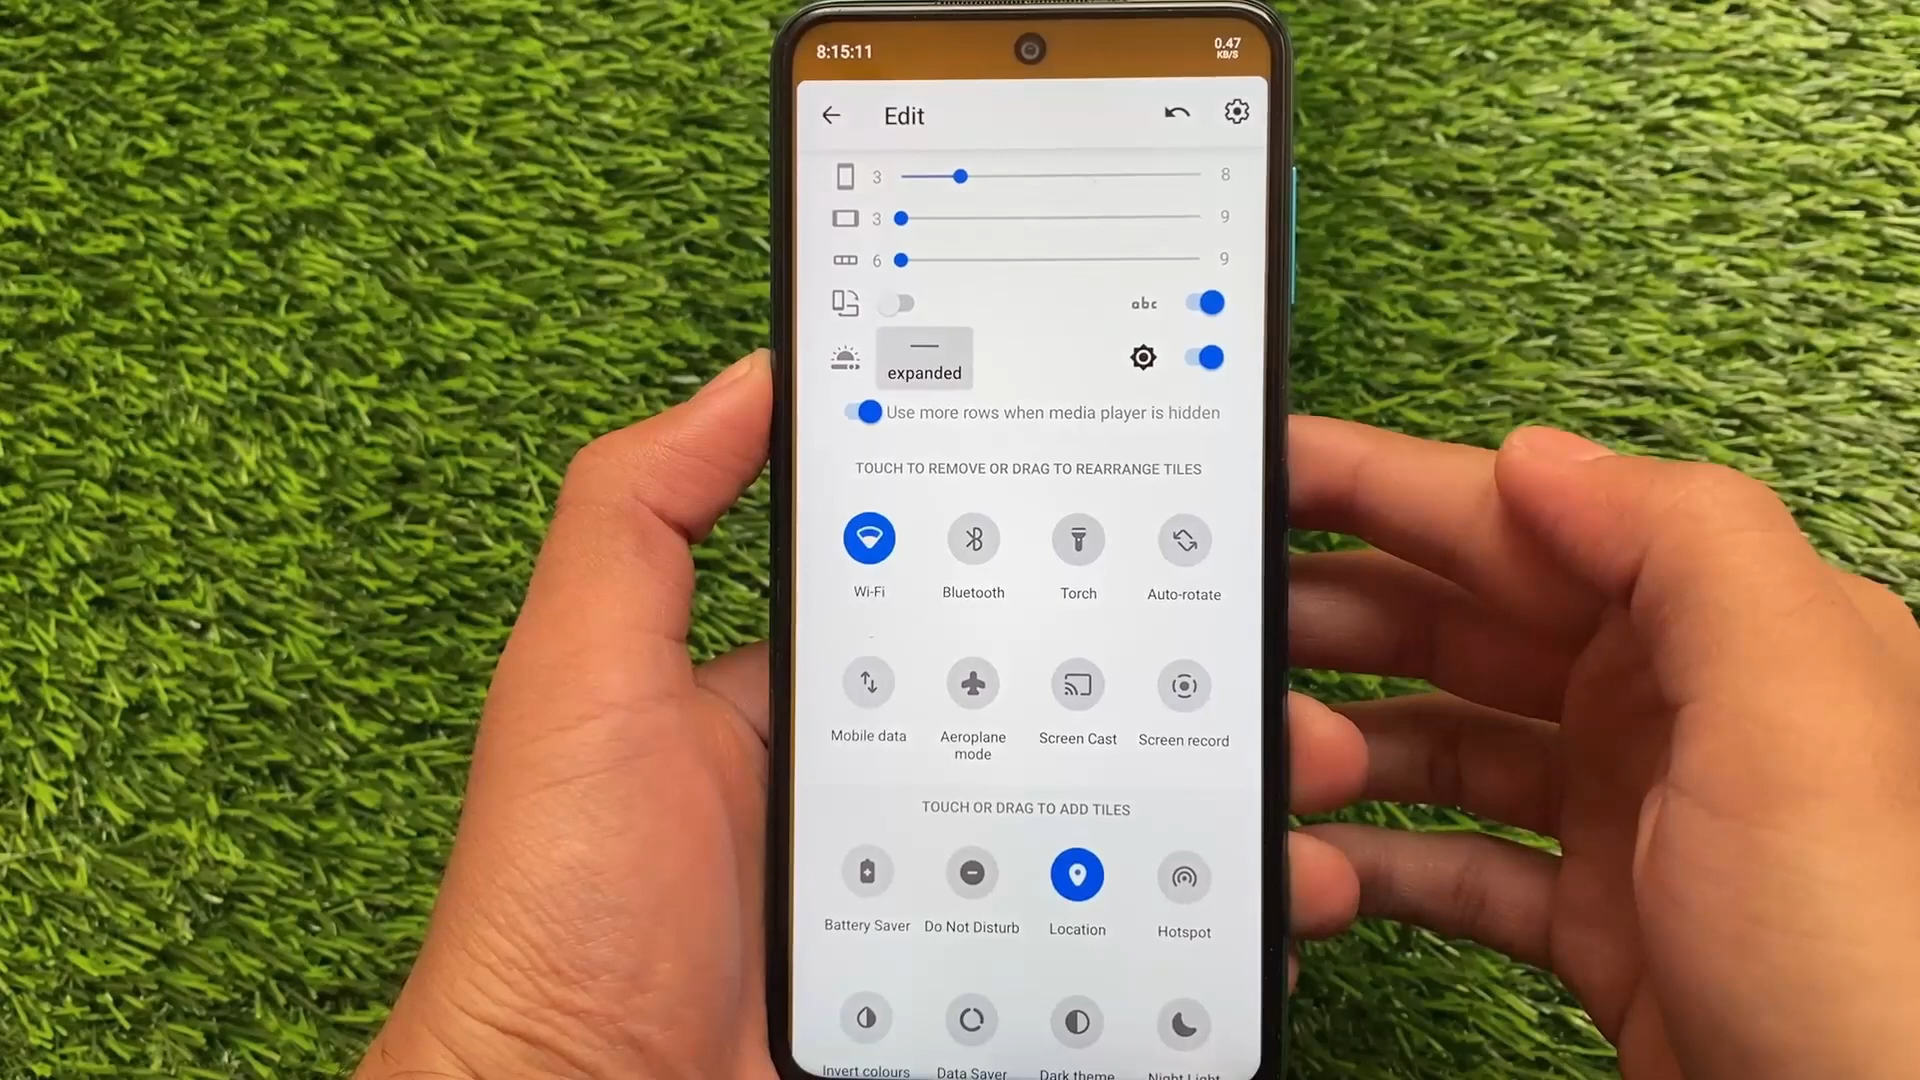 8:15:11
0.47
KB/S
Edit
3 8
3 9
6 9
abc
expanded
Use more rows when media player is hidden
TOUCH TO REMOVE OR DRAG TO REARRANGE TILES
Wi-Fi Bluetooth Torch Auto-rotate
Mobile data Aeroplane mode Screen Cast Screen record
TOUCH OR DRAG TO ADD TILES
Battery Saver Do Not Disturb Location Hotspot
Invert colours Data Saver Dark theme Night Light